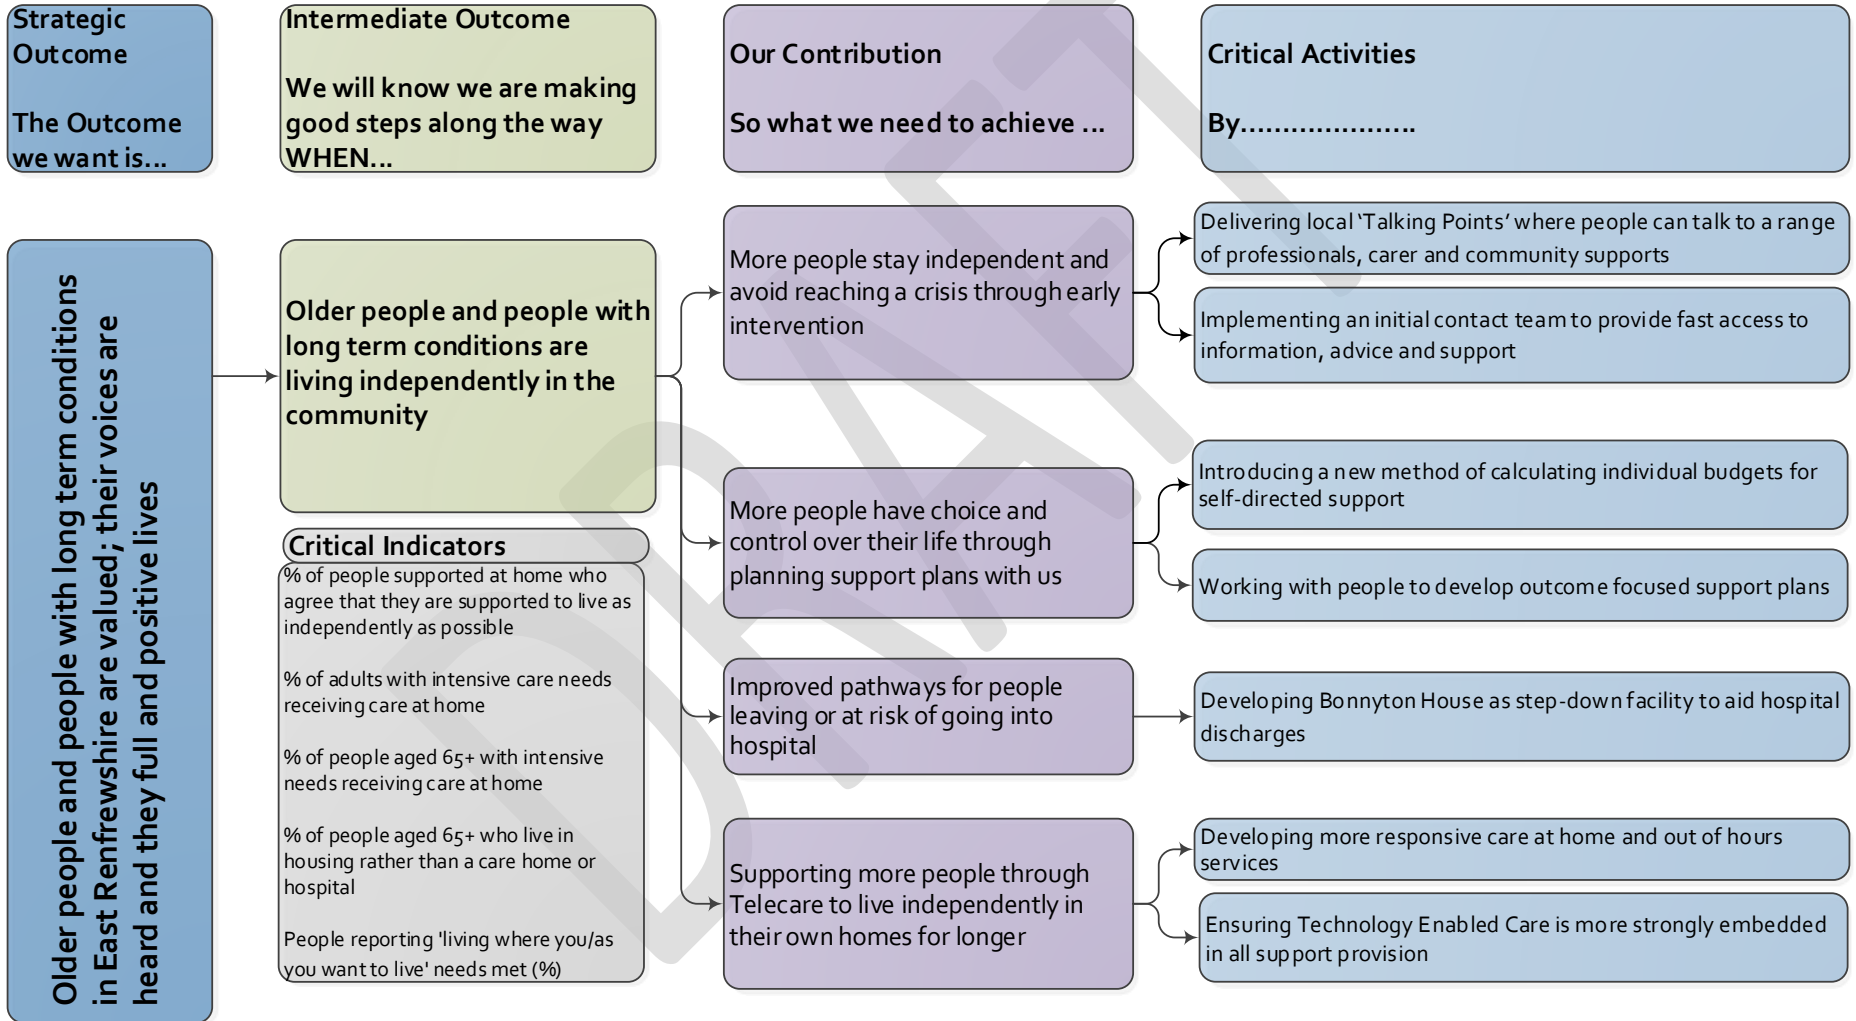 Strategic
Outcome
The Outcome
we want is...
Intermediate Outcome
We will know we are making
good steps along the way
WHEN...
Our Contribution
So what we need to achieve ...
Critical Activities
By.....................
Older people and people with long term conditions
in East Renfrewshire are valued; their voices are
heard and they full and positive lives
Older people and people with
long term conditions are
living independently in the
community
Critical Indicators
% of people supported at home who
agree that they are supported to live as
independently as possible
% of adults with intensive care needs
receiving care at home
% of people aged 65+ with intensive
needs receiving care at home
% of people aged 65+ who live in
housing rather than a care home or
hospital
People reporting 'living where you/as
you want to live' needs met (%)
More people stay independent and
avoid reaching a crisis through early
intervention
Delivering local ‘Talking Points’ where people can talk to a range
of professionals, carer and community supports
Implementing an initial contact team to provide fast access to
information, advice and support
More people have choice and
control over their life through
planning support plans with us
Introducing a new method of calculating individual budgets for
self-directed support
Working with people to develop outcome focused support plans
Improved pathways for people
leaving or at risk of going into
hospital
Developing Bonnyton House as step-down facility to aid hospital
discharges
Supporting more people through
Telecare to live independently in
their own homes for longer
Developing more responsive care at home and out of hours
services
Ensuring Technology Enabled Care is more strongly embedded
in all support provision
DRAFT